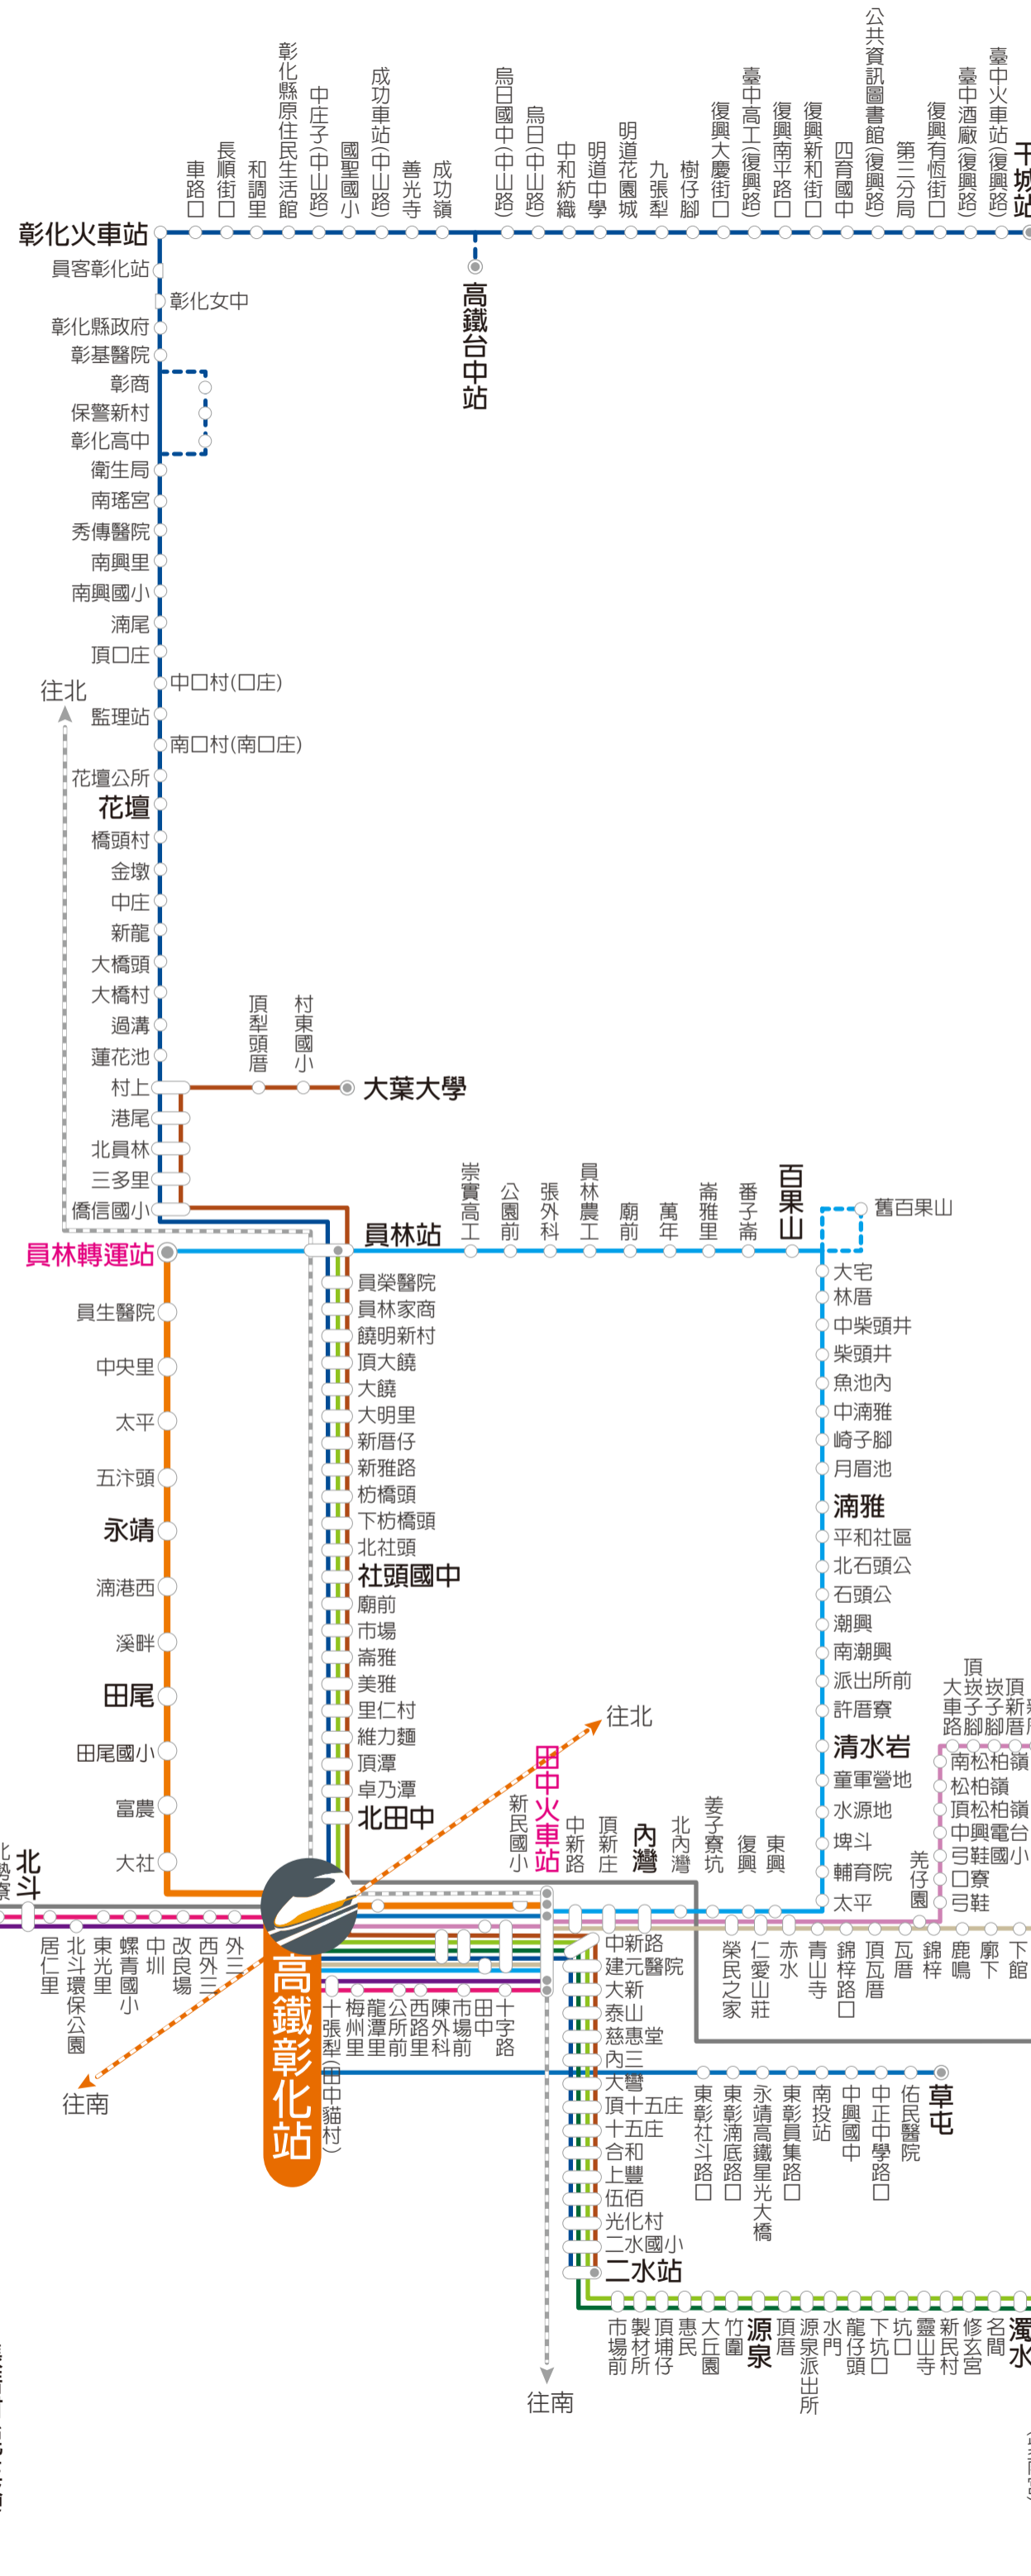 車路口
長順街口
和調里
彰化縣原住民生活館
中庄子(中山路)
國聖國小
成功車站(中山路)
善光寺
成功嶺
烏日國中(中山路)
烏日(中山路)
中和紡織
明道中學
明道花園城
九張犁
樹仔腳
復興大慶街口
臺中高工(復興路)
復興南平路口
復興新和街口
四育國中
公共資訊圖書館(復興路)
第三分局
復興有恆街口
臺中酒廠(復興路)
臺中火車站(復興路)
干城站
彰化火車站
高鐵台中站
員客彰化站
彰化女中
彰化縣政府
彰基醫院
彰商
保警新村
彰化高中
衛生局
南瑤宮
秀傳醫院
南興里
南興國小
湳尾
頂口庄
中口村(口庄)
往北
監理站
南口村(南口庄)
花壇公所
花壇
橋頭村
金墩
中庄
新龍
大橋頭
大橋村
過溝
蓮花池
村上
頂犁頭厝
村東國小
大葉大學
港尾
北員林
三多里
僑信國小
員林轉運站
員林站
崇實高工
公園前
張外科
員林農工
廟前
萬年
崙雅里
番子崙
百果山
舊百果山
員生醫院
中央里
太平
五汴頭
永靖
湳港西
溪畔
田尾
田尾國小
富農
大社
員榮醫院
員林家商
饒明新村
頂大饒
大饒
大明里
新厝仔
新雅路
枋橋頭
下枋橋頭
北社頭
社頭國中
廟前
市場
崙雅
美雅
里仁村
維力麵
頂潭
卓乃潭
北田中
大宅
林厝
中柴頭井
柴頭井
魚池內
中湳雅
崎子腳
月眉池
湳雅
平和社區
北石頭公
石頭公
潮興
南潮興
派出所前
許厝寮
清水岩
童軍營地
水源地
埤斗
輔育院
太平
往北
新民國小
田中火車站
中新路
頂新庄
內灣
北內灣
姜子寮坑
復興
東興
大車路
頂崁子腳
崁子腳
頂新厝
南松柏嶺
松柏嶺
頂松柏嶺
中興電台
弓鞋國小
口寮
弓鞋
羌仔園
北勢寮
北斗
居仁里
北斗環保公園
東光里
螺青國小
中圳
改良場
西外三
外三
往南
高鐵彰化站
十張犁(田中貓村)
梅州里
龍潭里
公所前
西路里
陳外科
市場前
田中
十字路
中新路
建元醫院
大新
泰山
慈惠堂
內三
大彎
頂十五庄
十五庄
合和
上豐
伍佰
光化村
二水國小
二水站
榮民之家
仁愛山莊
赤水
青山寺
錦梓路口
頂瓦厝
瓦厝
錦梓
鹿鳴
廓下
下館
東彰社斗路口
東彰湳底路口
永靖高鐵星光大橋
東彰員集路口
南投站
中興國中
中正中學路口
佑民醫院
草屯
市場前
製材所
頂埔仔
惠民
大丘園
竹圍
源泉
頂厝
源泉派出所
水門
龍仔頭
下坑口
坑口
靈山寺
新民村
修玄宮
名間
濁水
往南